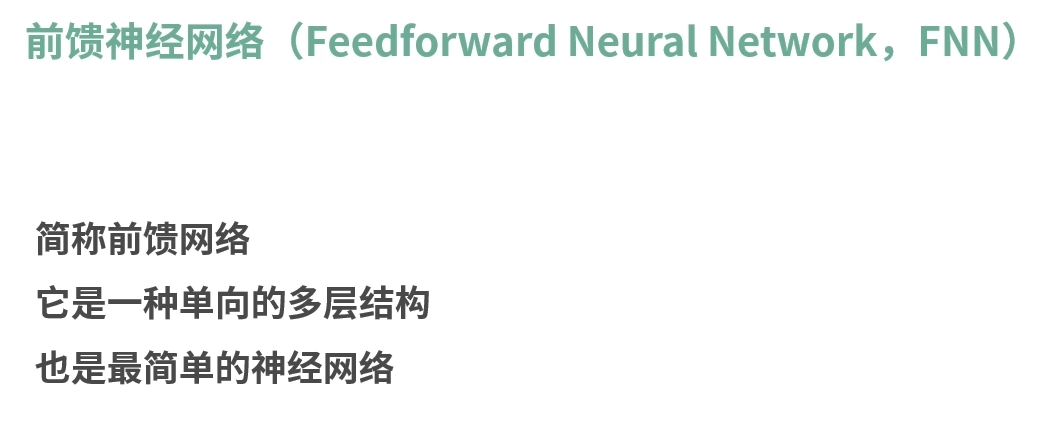 前馈神经网络（Feedforward Neural Network，FNN）
简称前馈网络
它是一种单向的多层结构
也是最简单的神经网络